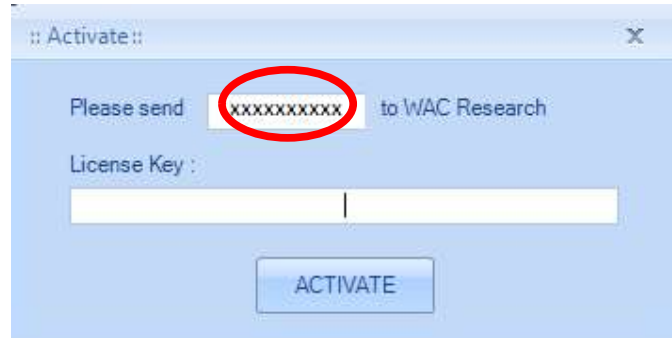 :: Activate ::
X
Please send xxxxxxxxxx to WAC Research
License Key :
ACTIVATE